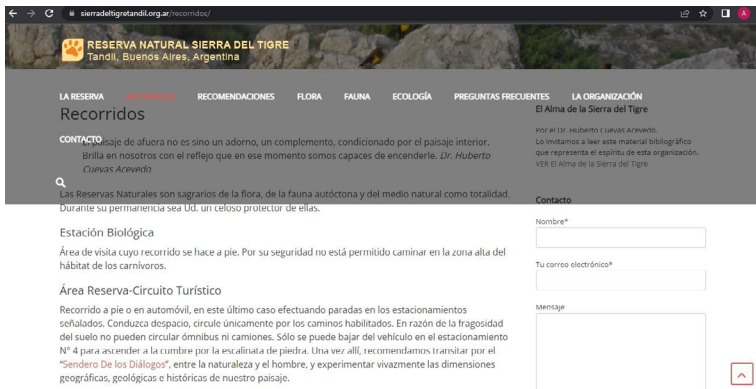 sierradeltigretandil.org.ar/recorridos/
A
RESERVA NATURAL SIERRA DEL TIGRE
Tandil, Buenos Aires, Argentina
LA RESERVA RECORRIDOS RECOMENDACIONES FLORA FAUNA ECOLOGÍA PREGUNTAS FRECUENTES LA ORGANIZACIÓN
CONTACTO
Recorridos
El paisaje de afuera no es sino un adorno, un complemento, condicionado por el paisaje interior.
Brilla en nosotros con el reflejo que en ese momento somos capaces de encenderle. Dr. Huberto
Cuevas Acevedo
Las Reservas Naturales son sagrarios de la flora, de la fauna autóctona y del medio natural como totalidad.
Durante su permanencia sea Ud. un celoso protector de ellas.
Estación Biológica
Área de visita cuyo recorrido se hace a pie. Por su seguridad no está permitido caminar en la zona alta del
hábitat de los carnívoros.
Área Reserva-Circuito Turístico
Recorrido a pie o en automóvil, en este último caso efectuando paradas en los estacionamientos
señalados. Conduzca despacio, circule únicamente por los caminos habilitados. En razón de la fragosidad
del suelo no pueden circular ómnibus ni camiones. Sólo se puede bajar del vehículo en el estacionamiento
N° 4 para ascender a la cumbre por la escalinata de piedra. Una vez allí, recomendamos transitar por el
“Sendero De los Diálogos”, entre la naturaleza y el hombre, y experimentar vivazmente las dimensiones
geográficas, geológicas e históricas de nuestro paisaje.
El Alma de la Sierra del Tigre
Por el Dr. Huberto Cuevas Acevedo.
Lo invitamos a leer este material bibliográfico
que representa el espíritu de esta organización.
VER El Alma de la Sierra del Tigre
Contacto
Nombre*
Tu correo electrónico*
Mensaje